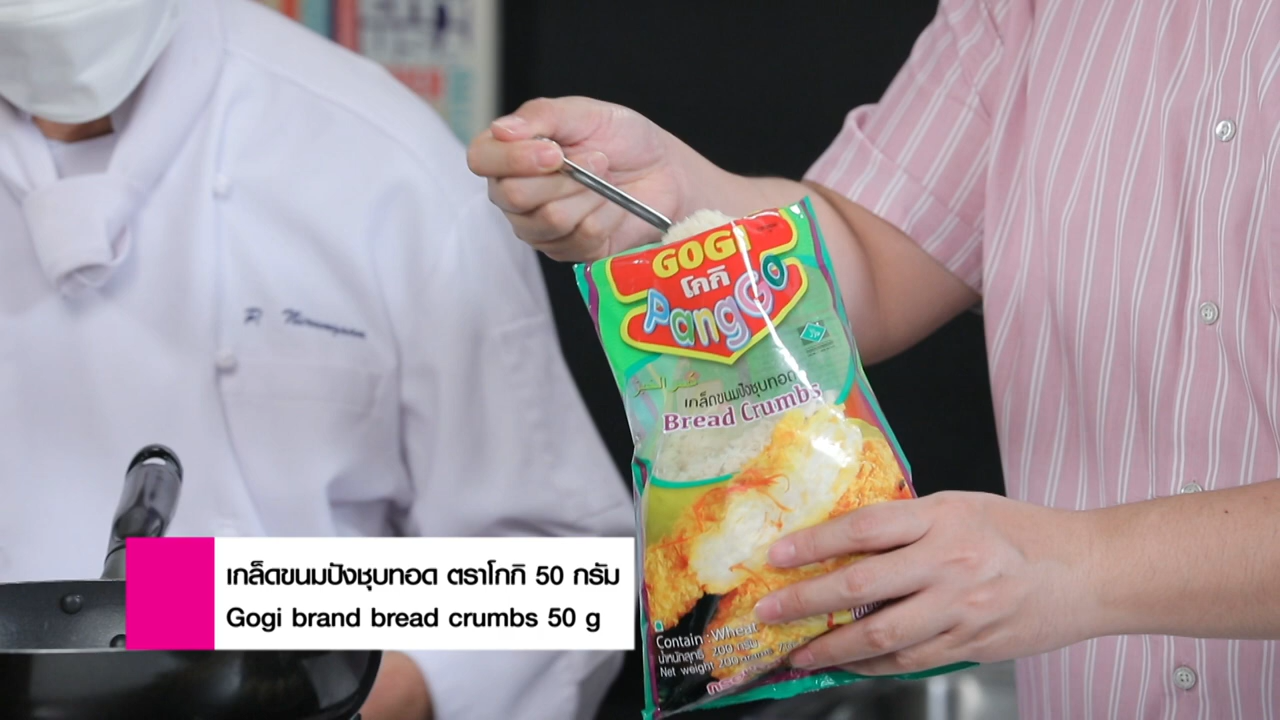 GOGI
โกกิ
PangGo
เกล็ดขนมปังชุบทอด
Bread Crumbs
Contain : Wheat
น้ำหนักสุทธิ 200 กรัม
Net weight 200 grams
เกล็ดขนมปังชุบทอด ตราโกกิ 50 กรัม
Gogi brand bread crumbs 50 g